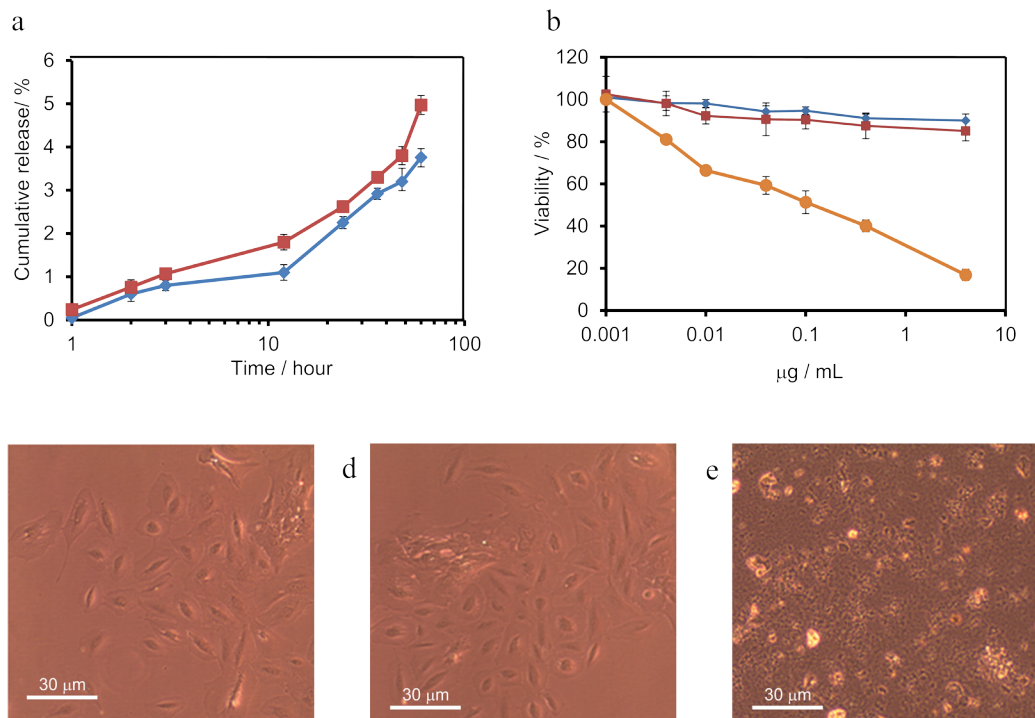 a
Cumulative release/ %
6
5
4
3
2
1
0
1
10
100
Time / hour
b
Viability / %
120
100
80
60
40
20
0
0.001
0.01
0.1
1
10
μg / mL
30 μm
d
30 μm
e
30 μm